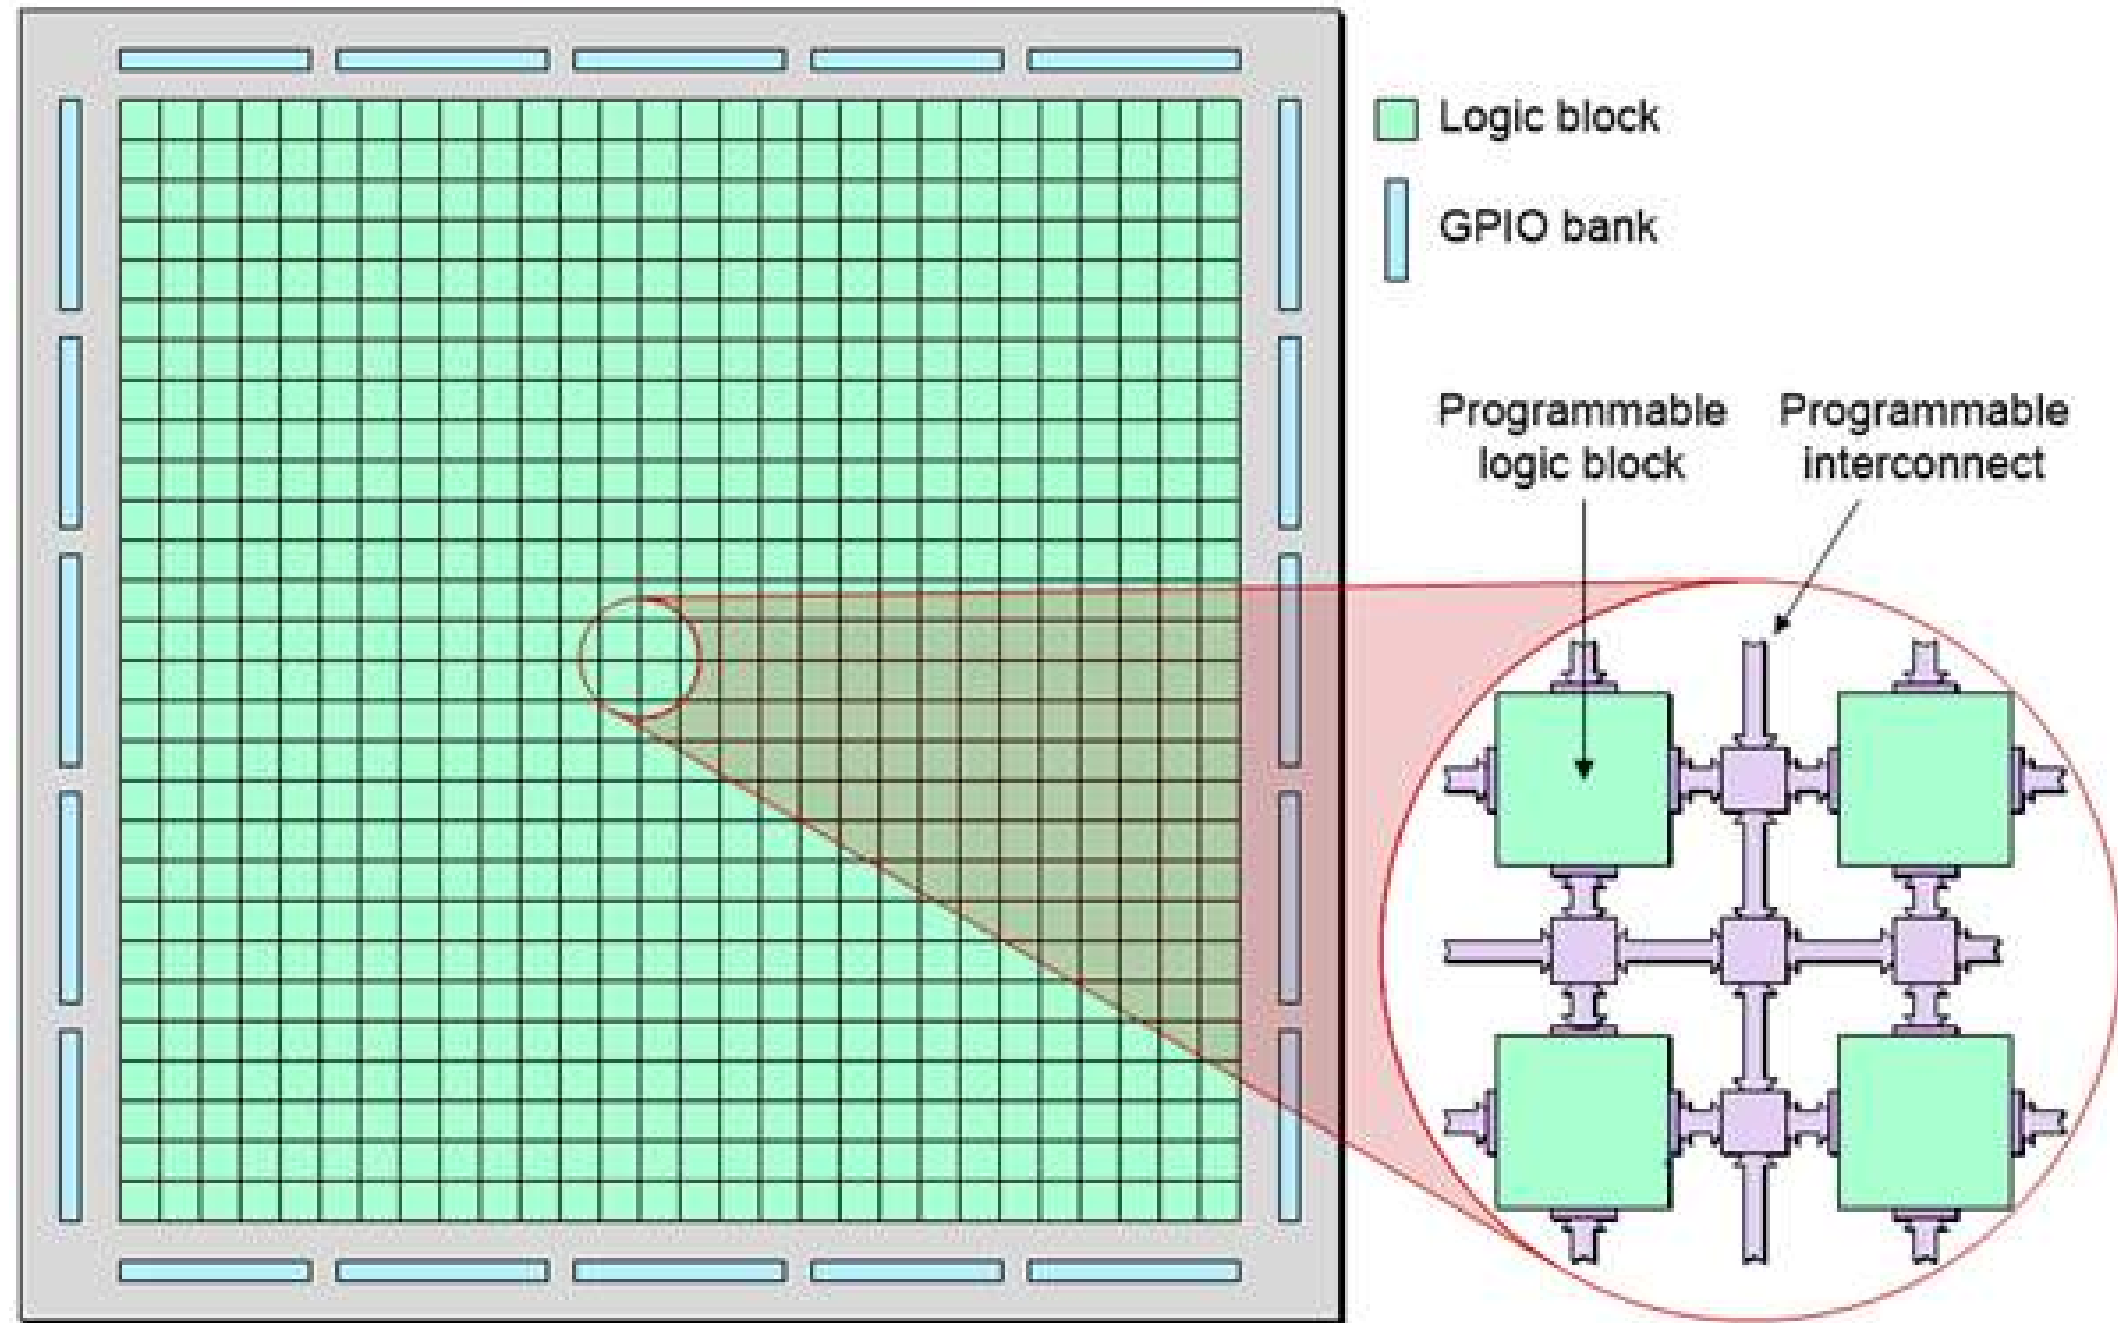 Logic block
GPIO bank
Programmable
logic block
Programmable
interconnect